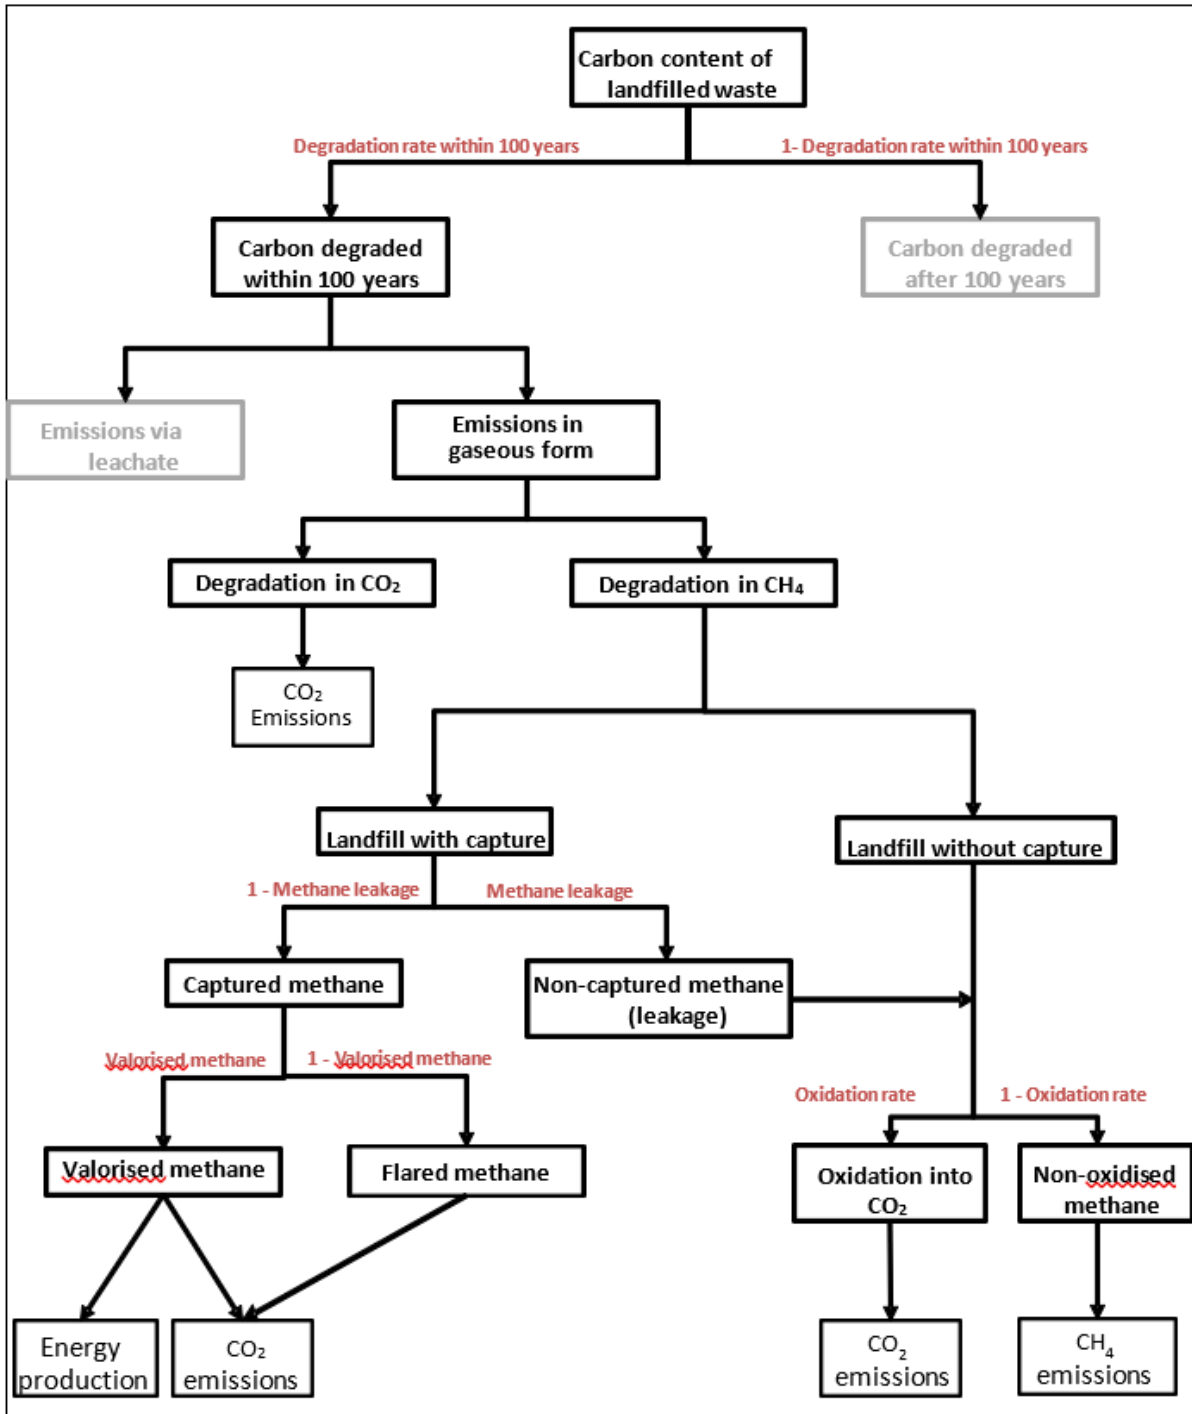 Carbon content of
landfilled waste
Degradation rate within 100 years
1- Degradation rate within 100 years
Carbon degraded
within 100 years
Carbon degraded
after 100 years
Emissions via
leachate
Emissions in
gaseous form
Degradation in CO₂
Degradation in CH₄
CO₂
Emissions
Landfill with capture
Landfill without capture
1 - Methane leakage
Methane leakage
Captured methane
Non-captured methane
(leakage)
Valorised methane
1 - Valorised methane
Oxidation rate
1 - Oxidation rate
Valorised methane
Flared methane
Oxidation into
CO₂
Non-oxidised
methane
Energy
production
CO₂
emissions
CO₂
emissions
CH₄
emissions